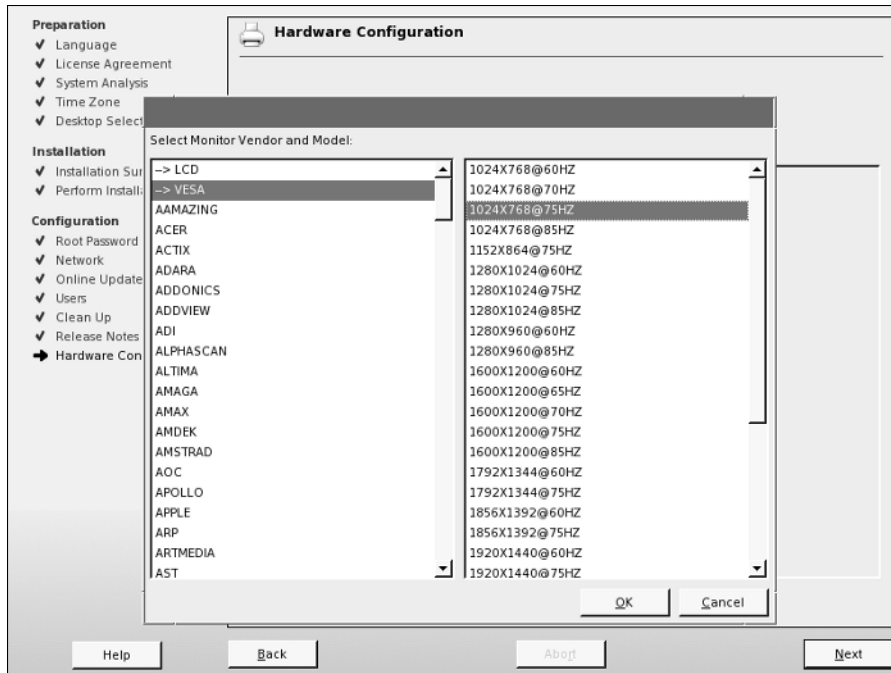 Preparation
Language
License Agreement
System Analysis
Time Zone
Desktop Select
Installation
Installation Sur
Perform Install
Configuration
Root Password
Network
Online Update
Users
Clean Up
Release Notes
Hardware Con
Hardware Configuration
Select Monitor Vendor and Model:
--> LCD
--> VESA
AAMAZING
ACER
ACTIX
ADARA
ADDONICS
ADDVIEW
ADI
ALPHASCAN
ALTIMA
AMAGA
AMAX
AMDEK
AMSTRAD
AOC
APOLLO
APPLE
ARP
ARTMEDIA
AST
1024X768@60HZ
1024X768@70HZ
1024X768@75HZ
1024X768@85HZ
1152X864@75HZ
1280X1024@60HZ
1280X1024@75HZ
1280X1024@85HZ
1280X960@60HZ
1280X960@85HZ
1600X1200@60HZ
1600X1200@65HZ
1600X1200@70HZ
1600X1200@75HZ
1600X1200@85HZ
1792X1344@60HZ
1792X1344@75HZ
1856X1392@60HZ
1856X1392@75HZ
1920X1440@60HZ
1920X1440@75HZ
OK
Cancel
Help
Back
Abort
Next